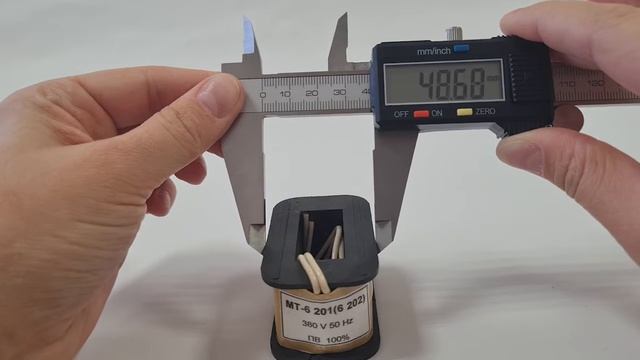 mm/inch
48.68 mm
OFF ON ZERO
0 10 20 30 40
110 120
МТ-6 201(6 202)
380 V 50 Hz
ПВ 100%